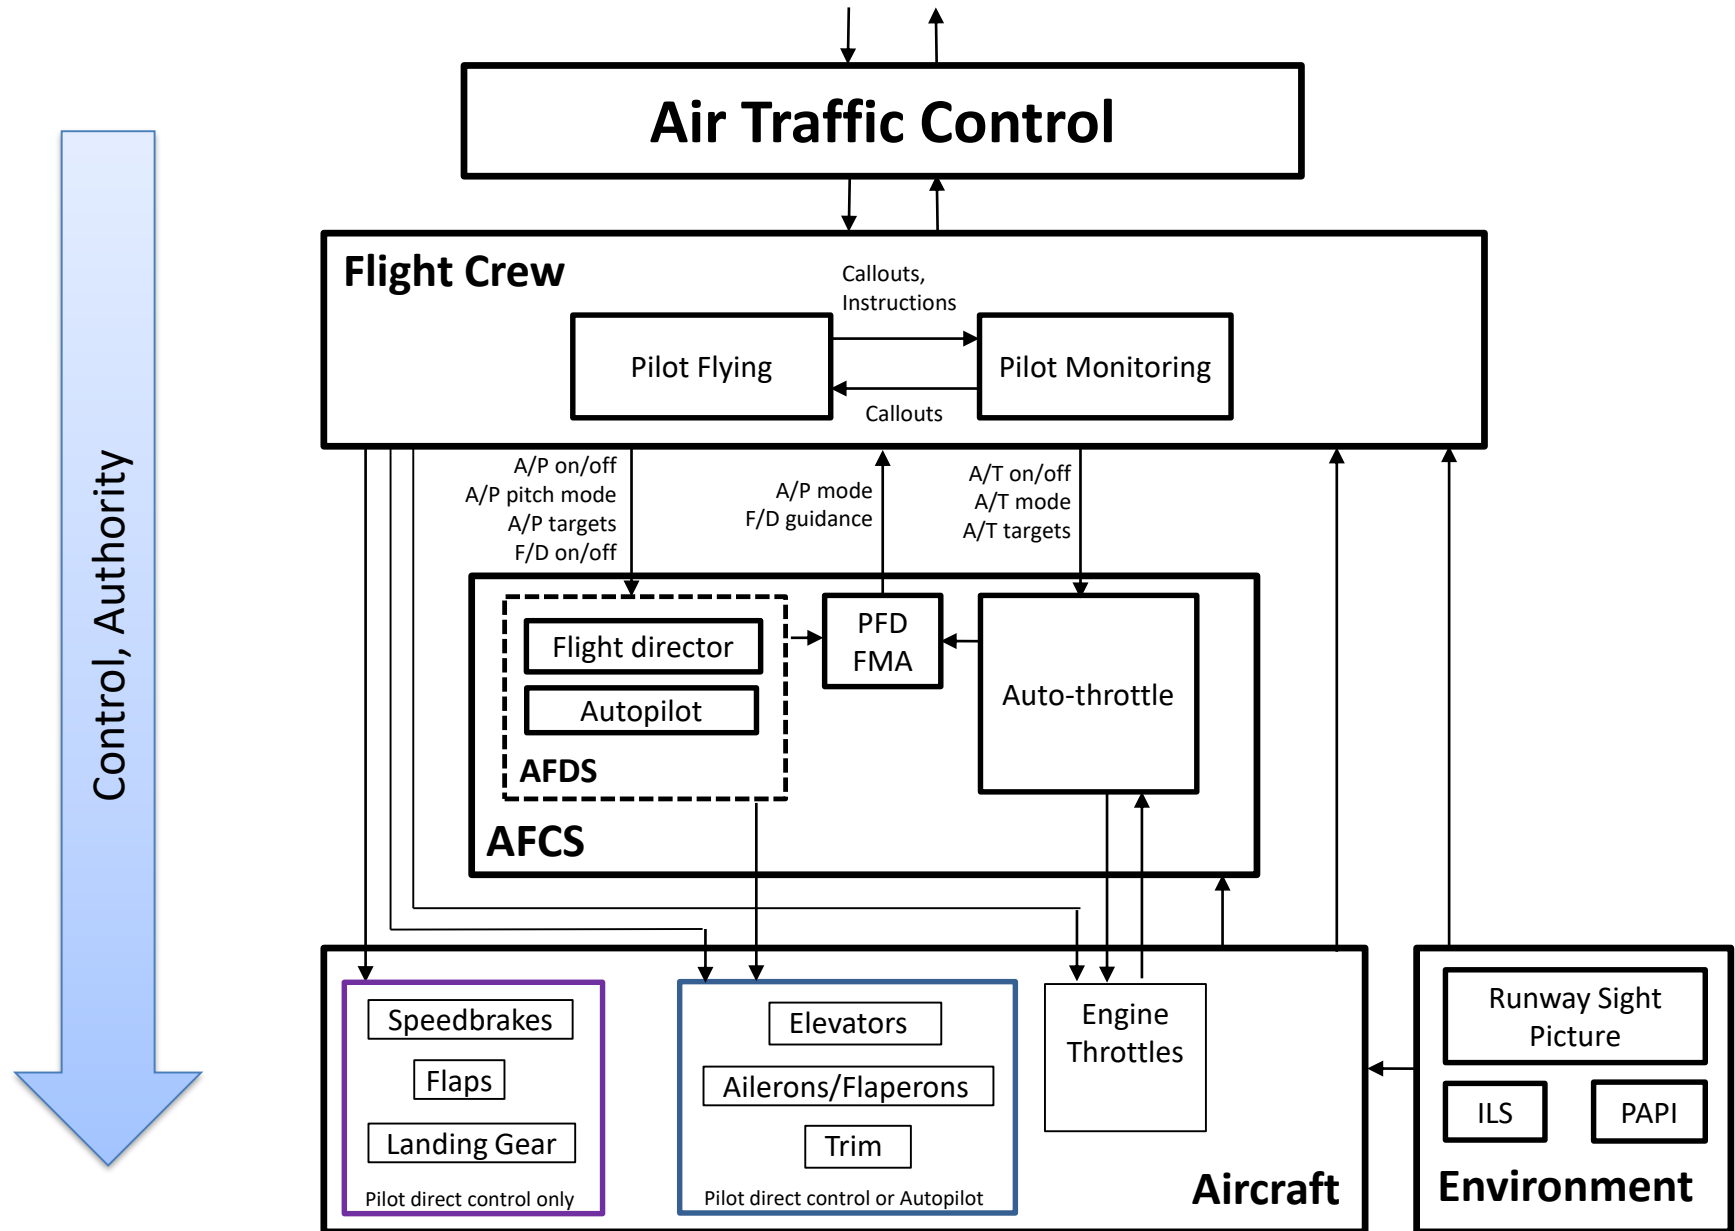 Air Traffic Control
Control, Authority
Flight Crew
Callouts,
Instructions
Pilot Flying
Pilot Monitoring
Callouts
A/P on/off
A/P pitch mode
A/P targets
F/D on/off
A/P mode
F/D guidance
A/T on/off
A/T mode
A/T targets
Flight director
Autopilot
AFDS
PFD
FMA
Auto-throttle
AFCS
Speedbrakes
Flaps
Landing Gear
Pilot direct control only
Elevators
Ailerons/Flaperons
Trim
Pilot direct control or Autopilot
Engine
Throttles
Aircraft
Runway Sight
Picture
ILS
PAPI
Environment